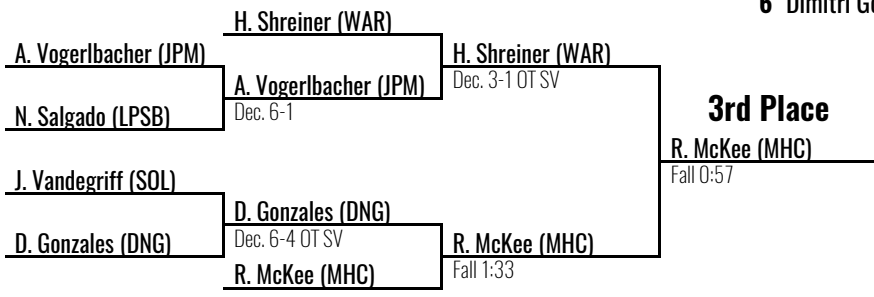 6 Dimitri
H. Shreiner (WAR)
A. Vogerlbacher (JPM)
H. Shreiner (WAR)
A. Vogerlbacher (JPM)
Dec. 3-1 OT SV
N. Salgado (LPSB)
Dec. 6-1
3rd Place
R. McKee (MHC)
J. Vandegriff (SOL)
Fall 0:57
D. Gonzales (DNG)
D. Gonzales (DNG)
Dec. 6-4 OT SV
R. McKee (MHC)
R. McKee (MHC)
Fall 1:33